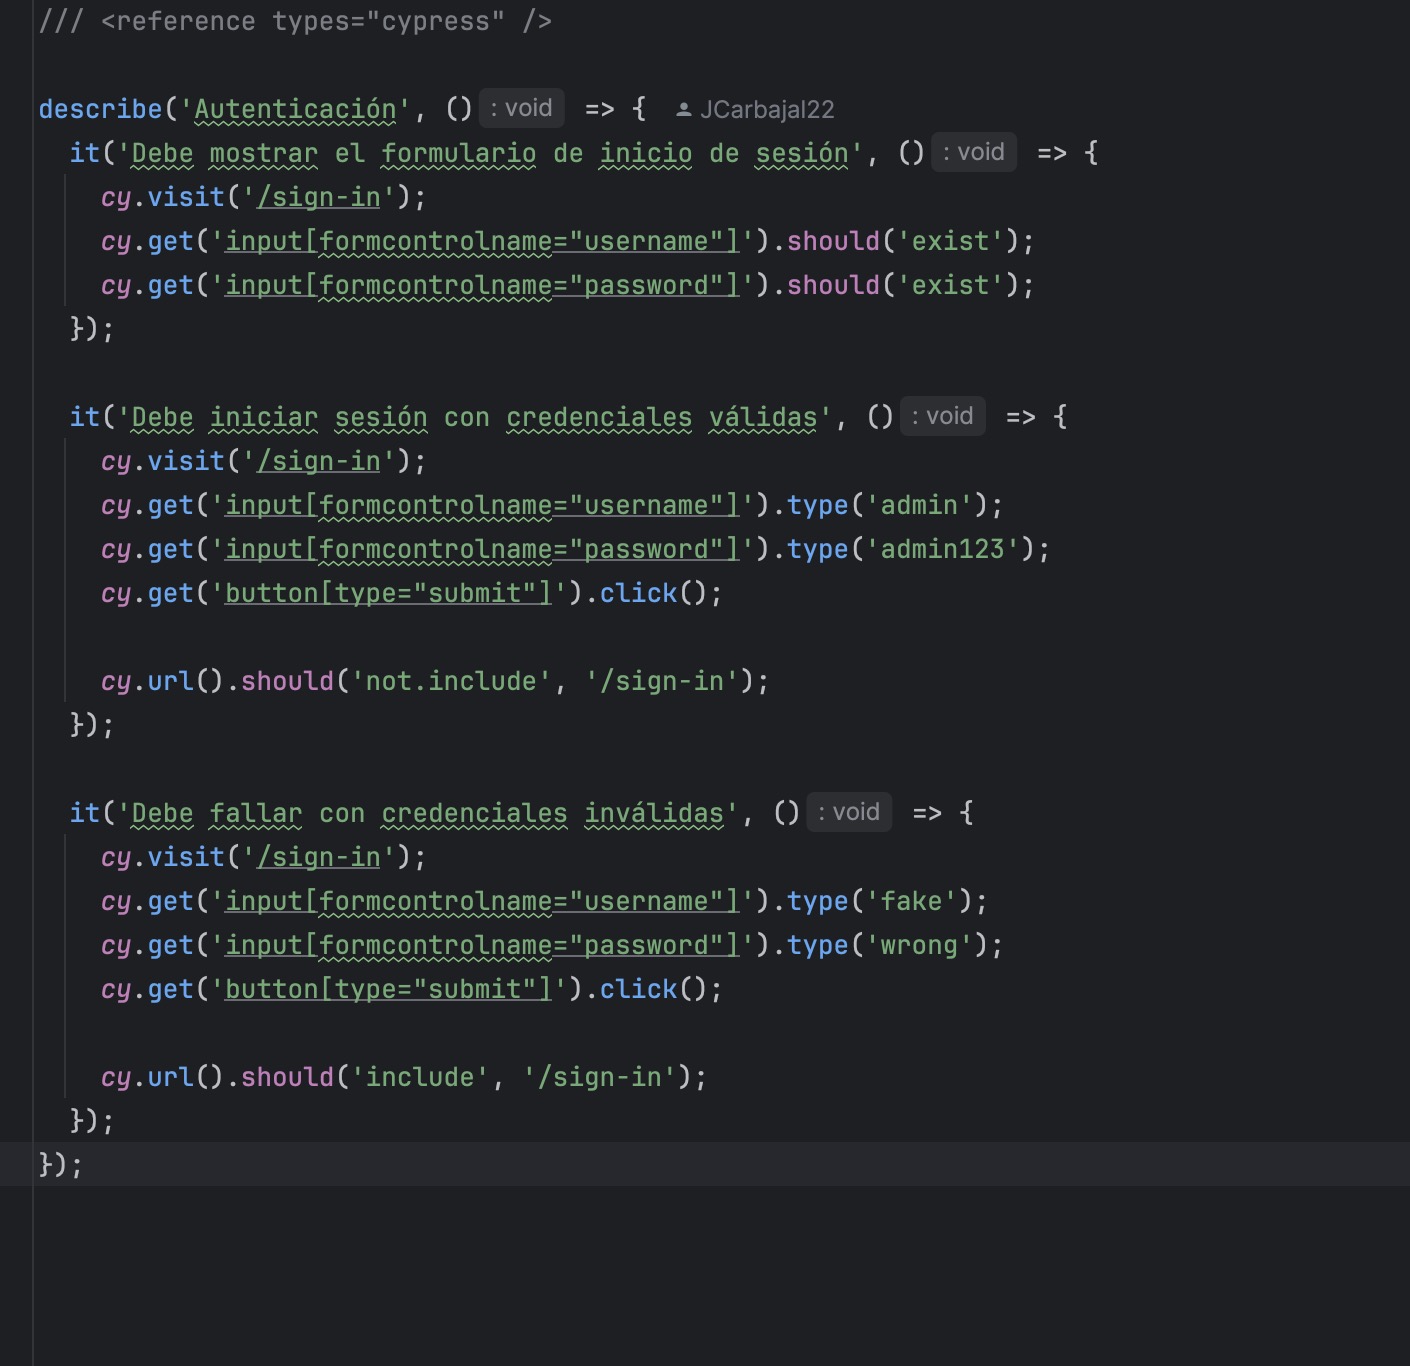 /// <reference types="cypress" />
describe('Autenticación', () : void => { JCarbajal22
it('Debe mostrar el formulario de inicio de sesión', () : void => {
cy.visit('/sign-in');
cy.get('input[formcontrolname="username"]').should('exist');
cy.get('input[formcontrolname="password"]').should('exist');
});
it('Debe iniciar sesión con credenciales válidas', () : void => {
cy.visit('/sign-in');
cy.get('input[formcontrolname="username"]').type('admin');
cy.get('input[formcontrolname="password"]').type('admin123');
cy.get('button[type="submit"]').click();
cy.url().should('not.include', '/sign-in');
});
it('Debe fallar con credenciales inválidas', () : void => {
cy.visit('/sign-in');
cy.get('input[formcontrolname="username"]').type('fake');
cy.get('input[formcontrolname="password"]').type('wrong');
cy.get('button[type="submit"]').click();
cy.url().should('include', '/sign-in');
});
});